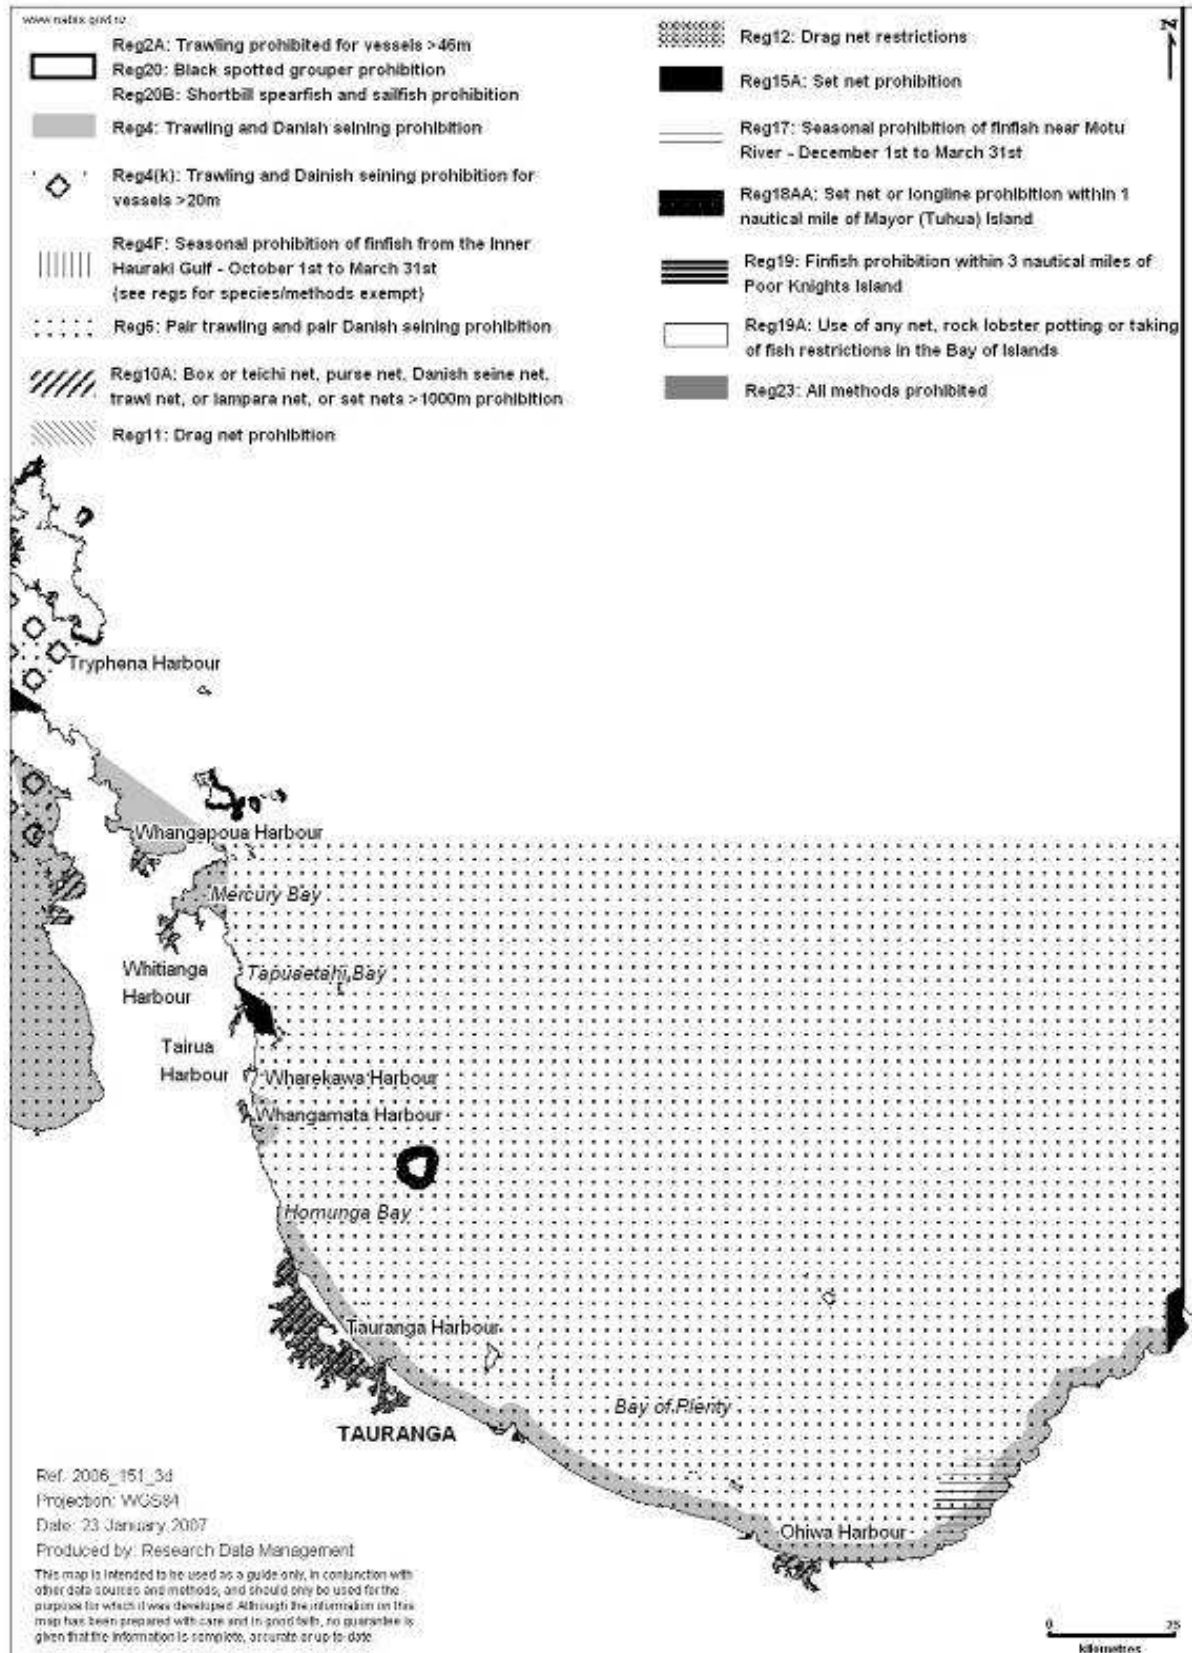 www.nabis.govt.nz
Reg2A: Trawling prohibited for vessels >46m
Reg20: Black spotted grouper prohibition
Reg20B: Shortbill spearfish and sailfish prohibition
Reg4: Trawling and Danish seining prohibition
Reg4(k): Trawling and Dainish seining prohibition for
vessels >20m
Reg4F: Seasonal prohibition of finfish from the Inner
Hauraki Gulf - October 1st to March 31st
(see regs for species/methods exempt)
Reg6: Pair trawling and pair Danish seining prohibition
Reg10A: Box or teichi net, purse net, Danish seine net,
trawl net, or lampara net, or set nets >1000m prohibition
Reg11: Drag net prohibition
Reg12: Drag net restrictions
Reg15A: Set net prohibition
Reg17: Seasonal prohibition of finfish near Motu
River - December 1st to March 31st
Reg18AA: Set net or longline prohibition within 1
nautical mile of Mayor (Tuhua) Island
Reg19: Finfish prohibition within 3 nautical miles of
Poor Knights Island
Reg19A: Use of any net, rock lobster potting or taking
of fish restrictions in the Bay of Islands
Reg23: All methods prohibited
N
Tryphena Harbour
Whangapoua Harbour
Mercury Bay
Whitianga
Harbour
Tapuaetahi Bay
Tairua
Harbour
Wharekawa Harbour
Whangamata Harbour
Homunga Bay
Tauranga Harbour
Bay of Plenty
TAURANGA
Ohiwa Harbour
Ref: 2006_151_3d
Projection: WGS84
Date: 23 January 2007
Produced by: Research Data Management
This map is intended to be used as a guide only, in conjunction with
other data sources and methods, and should only be used for the
purpose for which it was developed. Although the information on this
map has been prepared with care and in good faith, no guarantee is
given that the information is complete, accurate or up-to-date
0 25
kilometres